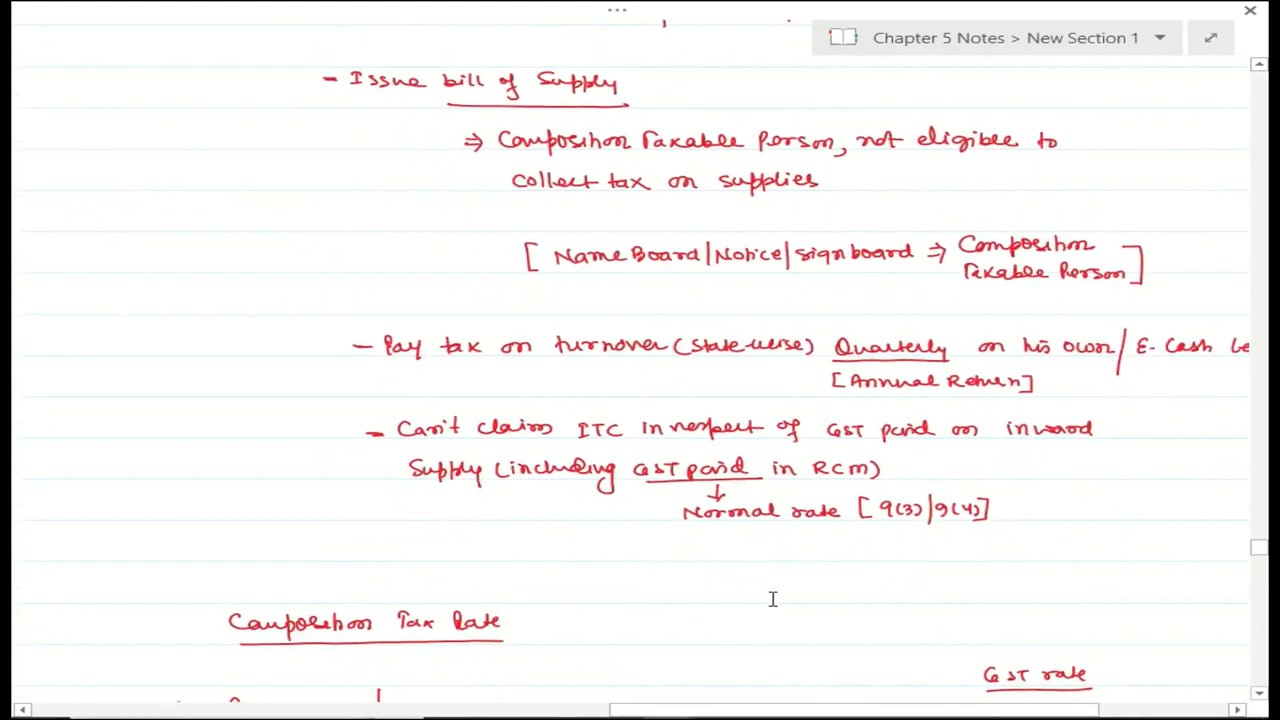 Chapter 5 Notes > New Section 1
- Issue bill of Supply
⇒ Composition Taxable Person, not eligible to
collect tax on supplies
[ Name Board/Notice/signboard ⇒ Composition
Taxable Person ]
- Pay tax on turnover (state-wise) Quarterly on his own / E. Cash le
[Annual Return]
- Can't claim ITC in respect of GST paid on inward
Supply (including GST paid in RCM)
↓
Normal rate [ 9(3)/9(4)]
Composition Tax Rate
GST rate